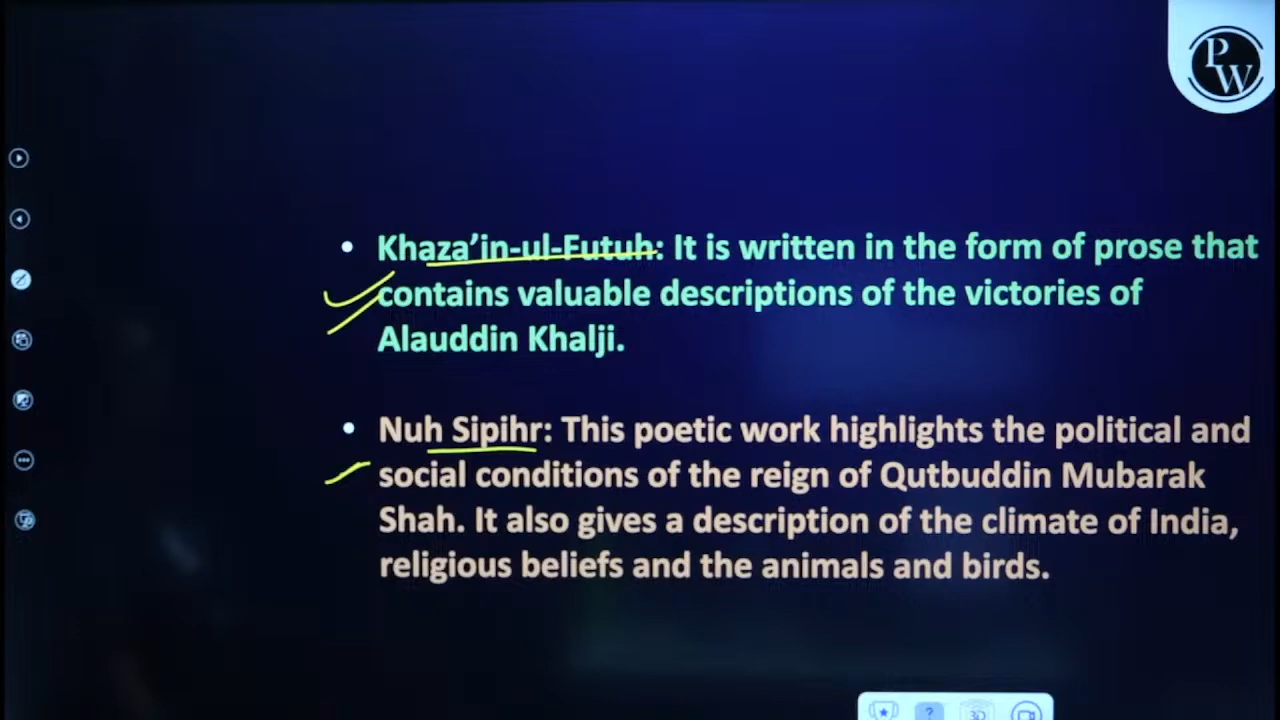 PW
• Khaza'in-ul-Futuh: It is written in the form of prose that
contains valuable descriptions of the victories of
Alauddin Khalji.
• Nuh Sipihr: This poetic work highlights the political and
social conditions of the reign of Qutbuddin Mubarak
Shah. It also gives a description of the climate of India,
religious beliefs and the animals and birds.
? 3D